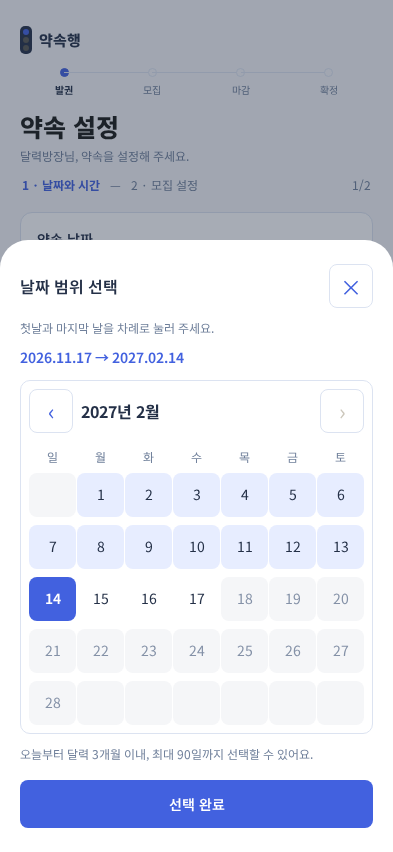 약속행
발권 모집 마감 확정
약속 설정
달력방장님, 약속을 설정해 주세요.
1 · 날짜와 시간 — 2 · 모집 설정 1/2
약속 날짜
날짜 범위 선택
첫날과 마지막 날을 차례로 눌러 주세요.
2026.11.17 → 2027.02.14
‹ 2027년 2월 ›
일 월 화 수 목 금 토
1 2 3 4 5 6
7 8 9 10 11 12 13
14 15 16 17 18 19 20
21 22 23 24 25 26 27
28
오늘부터 달력 3개월 이내, 최대 90일까지 선택할 수 있어요.
선택 완료